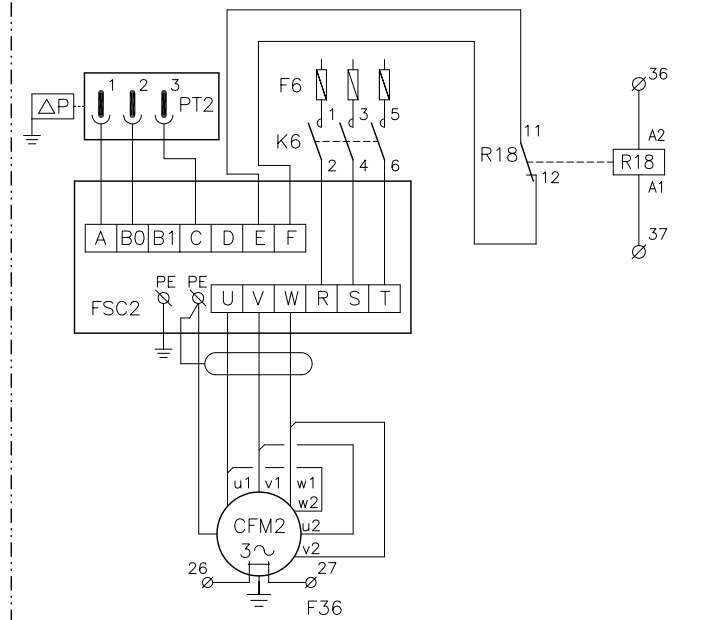 1 2 3
△P PT2
F6
1 3 5
K6
2 4 6
R18
11
12
36
A2
R18
A1
37
A B0 B1 C D E F
PE PE
U V W R S T
FSC2
u1 v1 w1
w2
CFM2
u2
3~
v2
26 27
F36